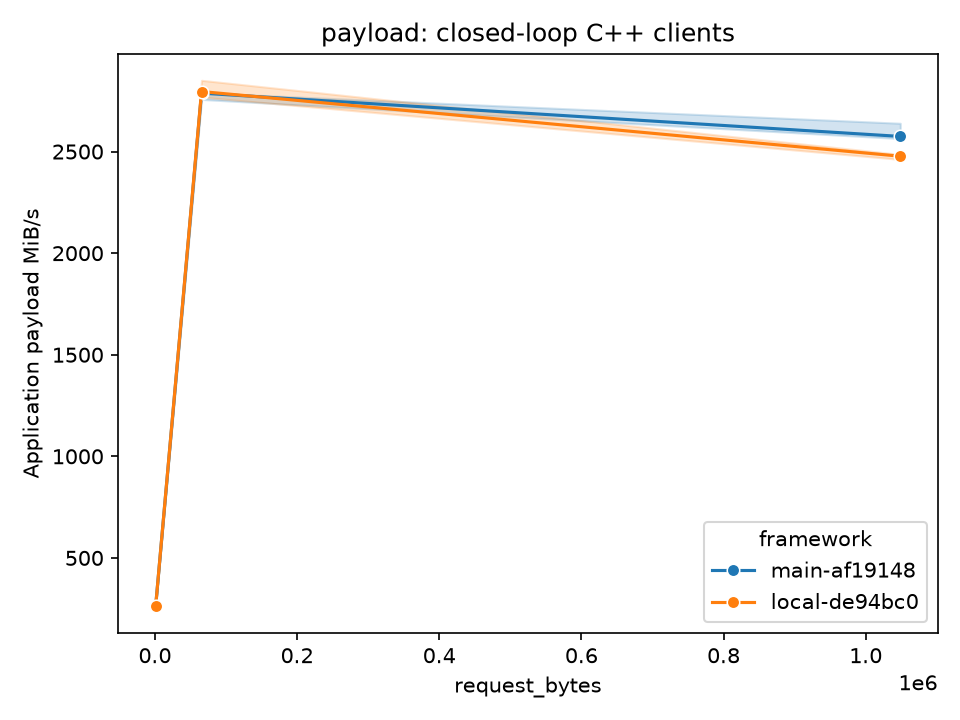 payload: closed-loop C++ clients
Application payload MiB/s
2500
2000
1500
1000
500
framework
main-af19148
local-de94bc0
0.0
0.2
0.4
0.6
0.8
1.0
1e6
request_bytes